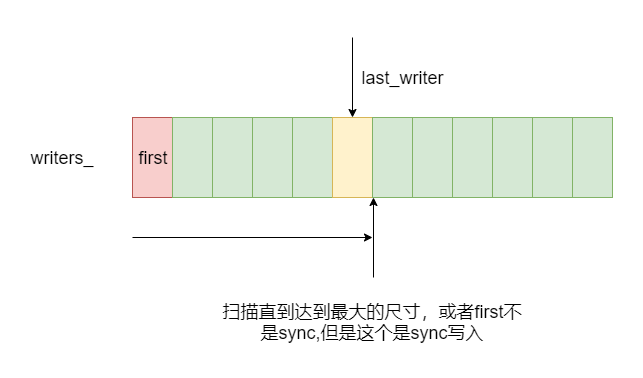 last_writer
writers_
first
扫描直到达到最大的尺寸，或者first不
是sync,但是这个是sync写入